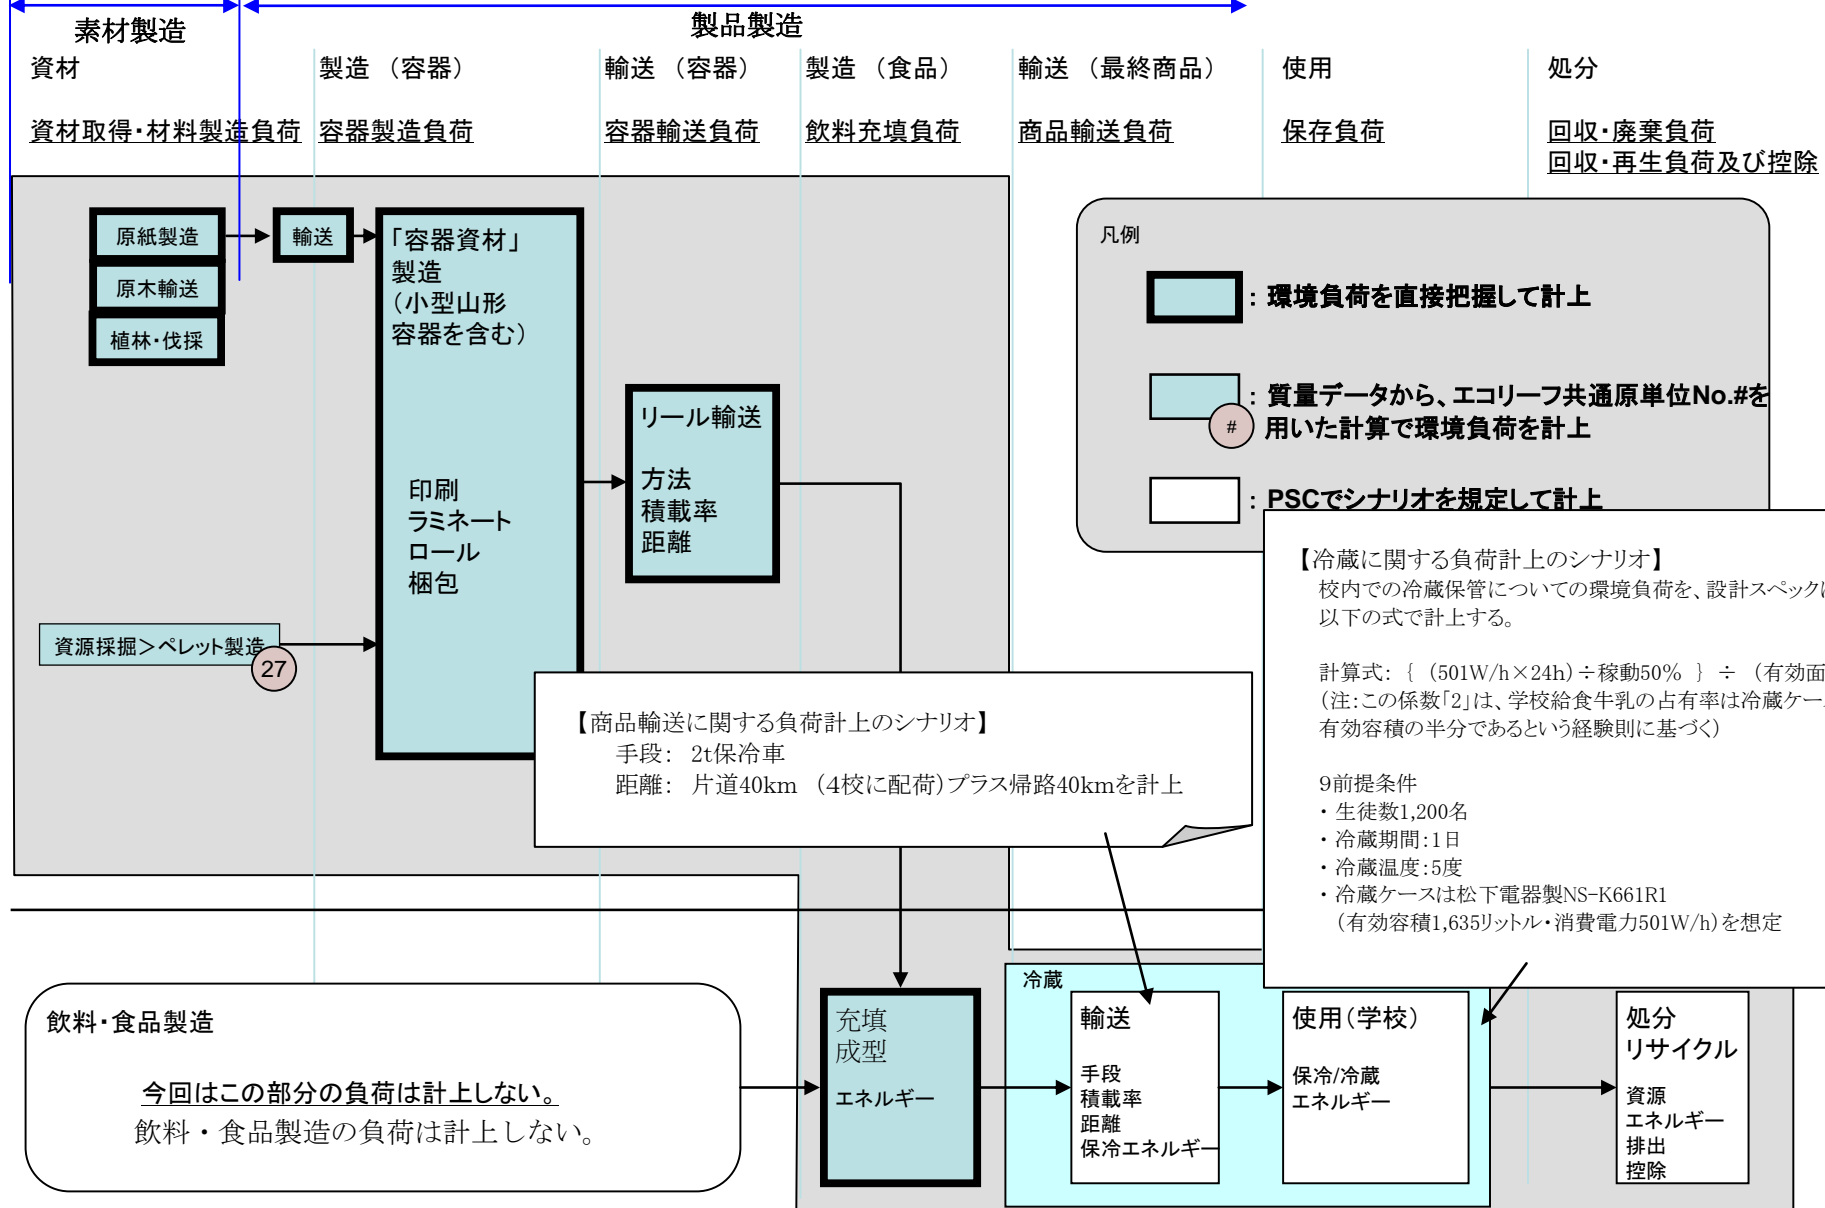 素材製造
製品製造
資材
製造 （容器）
輸送 （容器）
製造 （食品）
輸送 （最終商品）
使用
処分
資材取得・材料製造負荷
容器製造負荷
容器輸送負荷
飲料充填負荷
商品輸送負荷
保存負荷
回収・廃棄負荷
回収・再生負荷及び控除
原紙製造
原木輸送
植林・伐採
輸送
「容器資材」
製造
（小型山形
容器を含む）
印刷
ラミネート
ロール
梱包
リール輸送
方法
積載率
距離
資源採掘＞ペレット製造
27
凡例
： 環境負荷を直接把握して計上
#
： 質量データから、エコリーフ共通原単位No.#を
用いた計算で環境負荷を計上
： PSCでシナリオを規定して計上
【冷蔵に関する負荷計上のシナリオ】
校内での冷蔵保管についての環境負荷を、設計スペック
以下の式で計上する。
計算式： ｛ （501W/h×24h）÷稼動50% ｝ ÷ （有効面
（注：この係数「2」は、学校給食牛乳の占有率は冷蔵ケー
有効容積の半分であるという経験則に基づく）
9前提条件
・生徒数1,200名
・冷蔵期間：1日
・冷蔵温度：5度
・冷蔵ケースは松下電器製NS-K661R1
（有効容積1,635リットル・消費電力501W/h）を想定
【商品輸送に関する負荷計上のシナリオ】
手段： 2t保冷車
距離： 片道40km （4校に配荷）プラス帰路40kmを計上
飲料・食品製造
今回はこの部分の負荷は計上しない。
飲料・食品製造の負荷は計上しない。
充填
成型
エネルギー
冷蔵
輸送
手段
積載率
距離
保冷エネルギー
使用（学校）
保冷/冷蔵
エネルギー
処分
リサイクル
資源
エネルギー
排出
控除